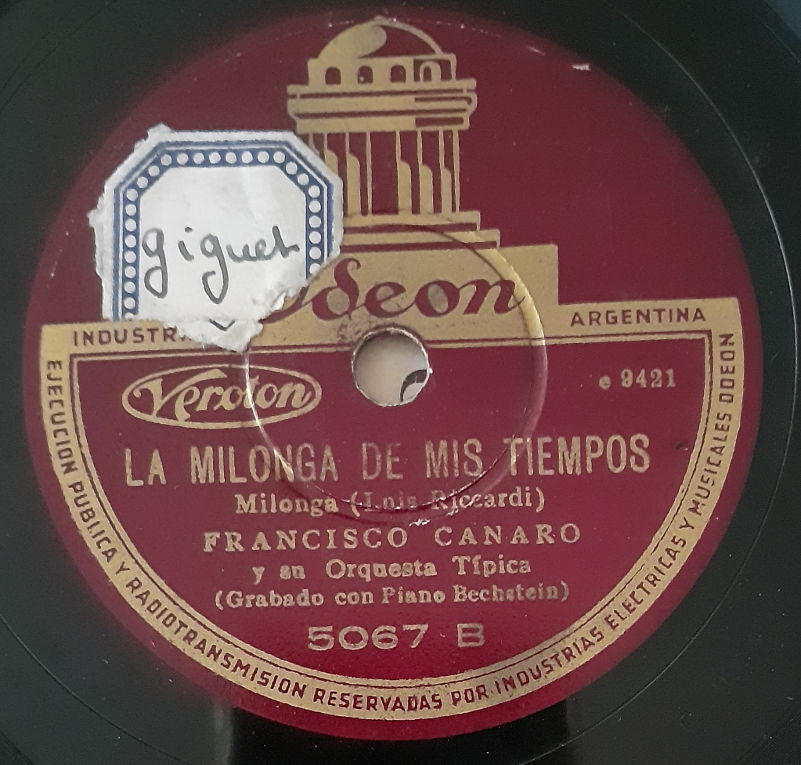 giguet
Odeon
INDUSTRIA ARGENTINA
Veroton
e 9421
LA MILONGA DE MIS TIEMPOS
Milonga (Luis Riccardi)
FRANCISCO CANARO
y su Orquesta Típica
(Grabado con Piano Bechstein)
5067 B
EJECUCION PUBLICA Y RADIOTRANSMISION RESERVADAS POR INDUSTRIAS ELECTRICAS Y MUSICALES ODEON